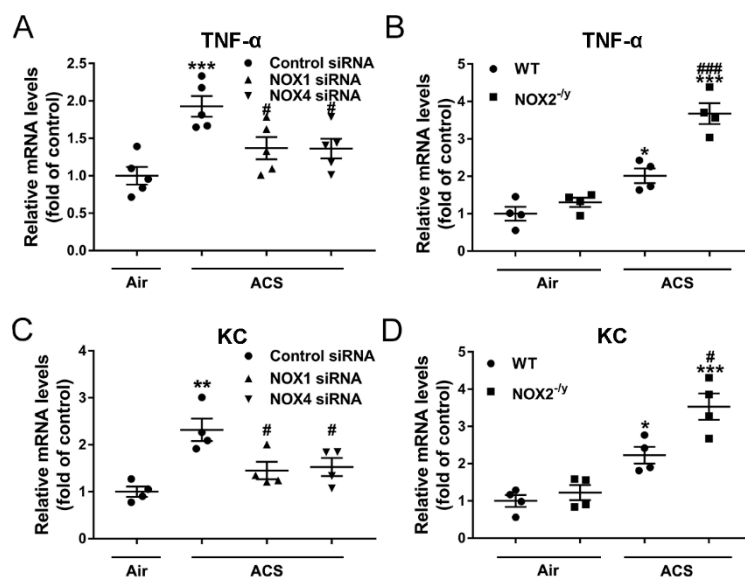 A
TNF-α
Relative mRNA levels
(fold of control)
2.5
2.0
1.5
1.0
0.5
0.0
***
#
#
Control siRNA
NOX1 siRNA
NOX4 siRNA
Air
ACS
B
TNF-α
Relative mRNA levels
(fold of control)
5
4
3
2
1
0
WT
NOX2-/y
*
###
***
Air
ACS
C
KC
Relative mRNA levels
(fold of control)
4
3
2
1
0
**
#
#
Control siRNA
NOX1 siRNA
NOX4 siRNA
Air
ACS
D
KC
Relative mRNA levels
(fold of control)
5
4
3
2
1
0
WT
NOX2-/y
*
#
***
Air
ACS